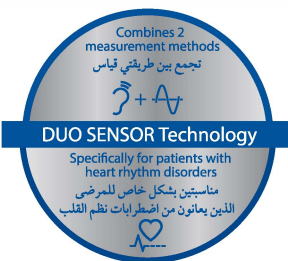 Combines 2
measurement methods
تجمع بين طريقتي قياس
DUO SENSOR Technology
Specifically for patients with
heart rhythm disorders
مناسبتين بشكل خاص للمرضى
الذين يعانون من اضطرابات نظم القلب